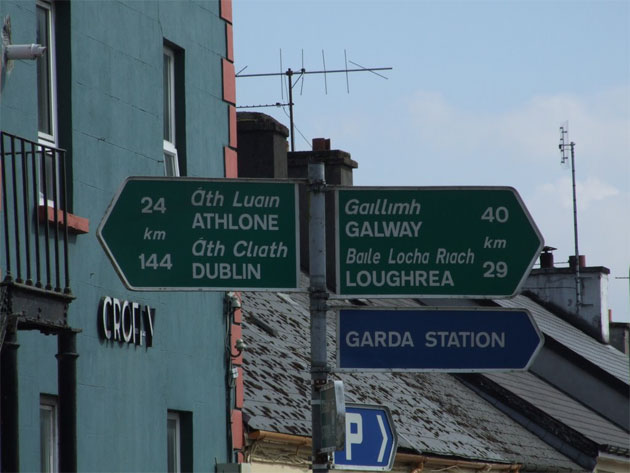 24 Áth Luain
ATHLONE
km
Áth Cliath
144 DUBLIN
Gaillimh
GALWAY 40
km
Baile Locha Riach
LOUGHREA 29
GARDA STATION
P